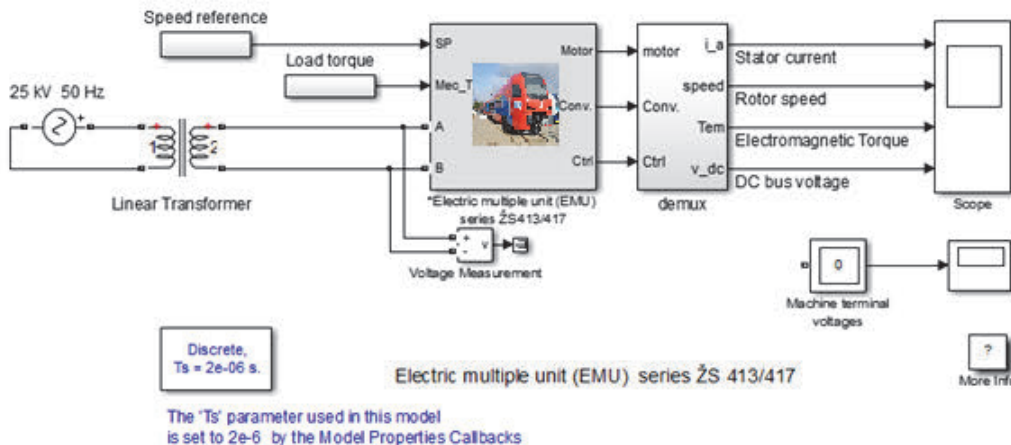 Speed reference
SP
Load torque
Mec_T
25 kV 50 Hz
+
1
2
Linear Transformer
A
B
Motor
Conv.
Ctrl
"Electric multiple unit (EMU)
series ŽS413/417
motor
Conv.
Ctrl
i_a
speed
Tem
v_dc
demux
Stator current
Rotor speed
Electromagnetic Torque
DC bus voltage
Scope
+
-
v
Voltage Measurement
0
Machine terminal
voltages
?
More Info
Discrete,
Ts = 2e-06 s.
Electric multiple unit (EMU) series ŽS 413/417
The 'Ts' parameter used in this model
is set to 2e-6 by the Model Properties Callbacks